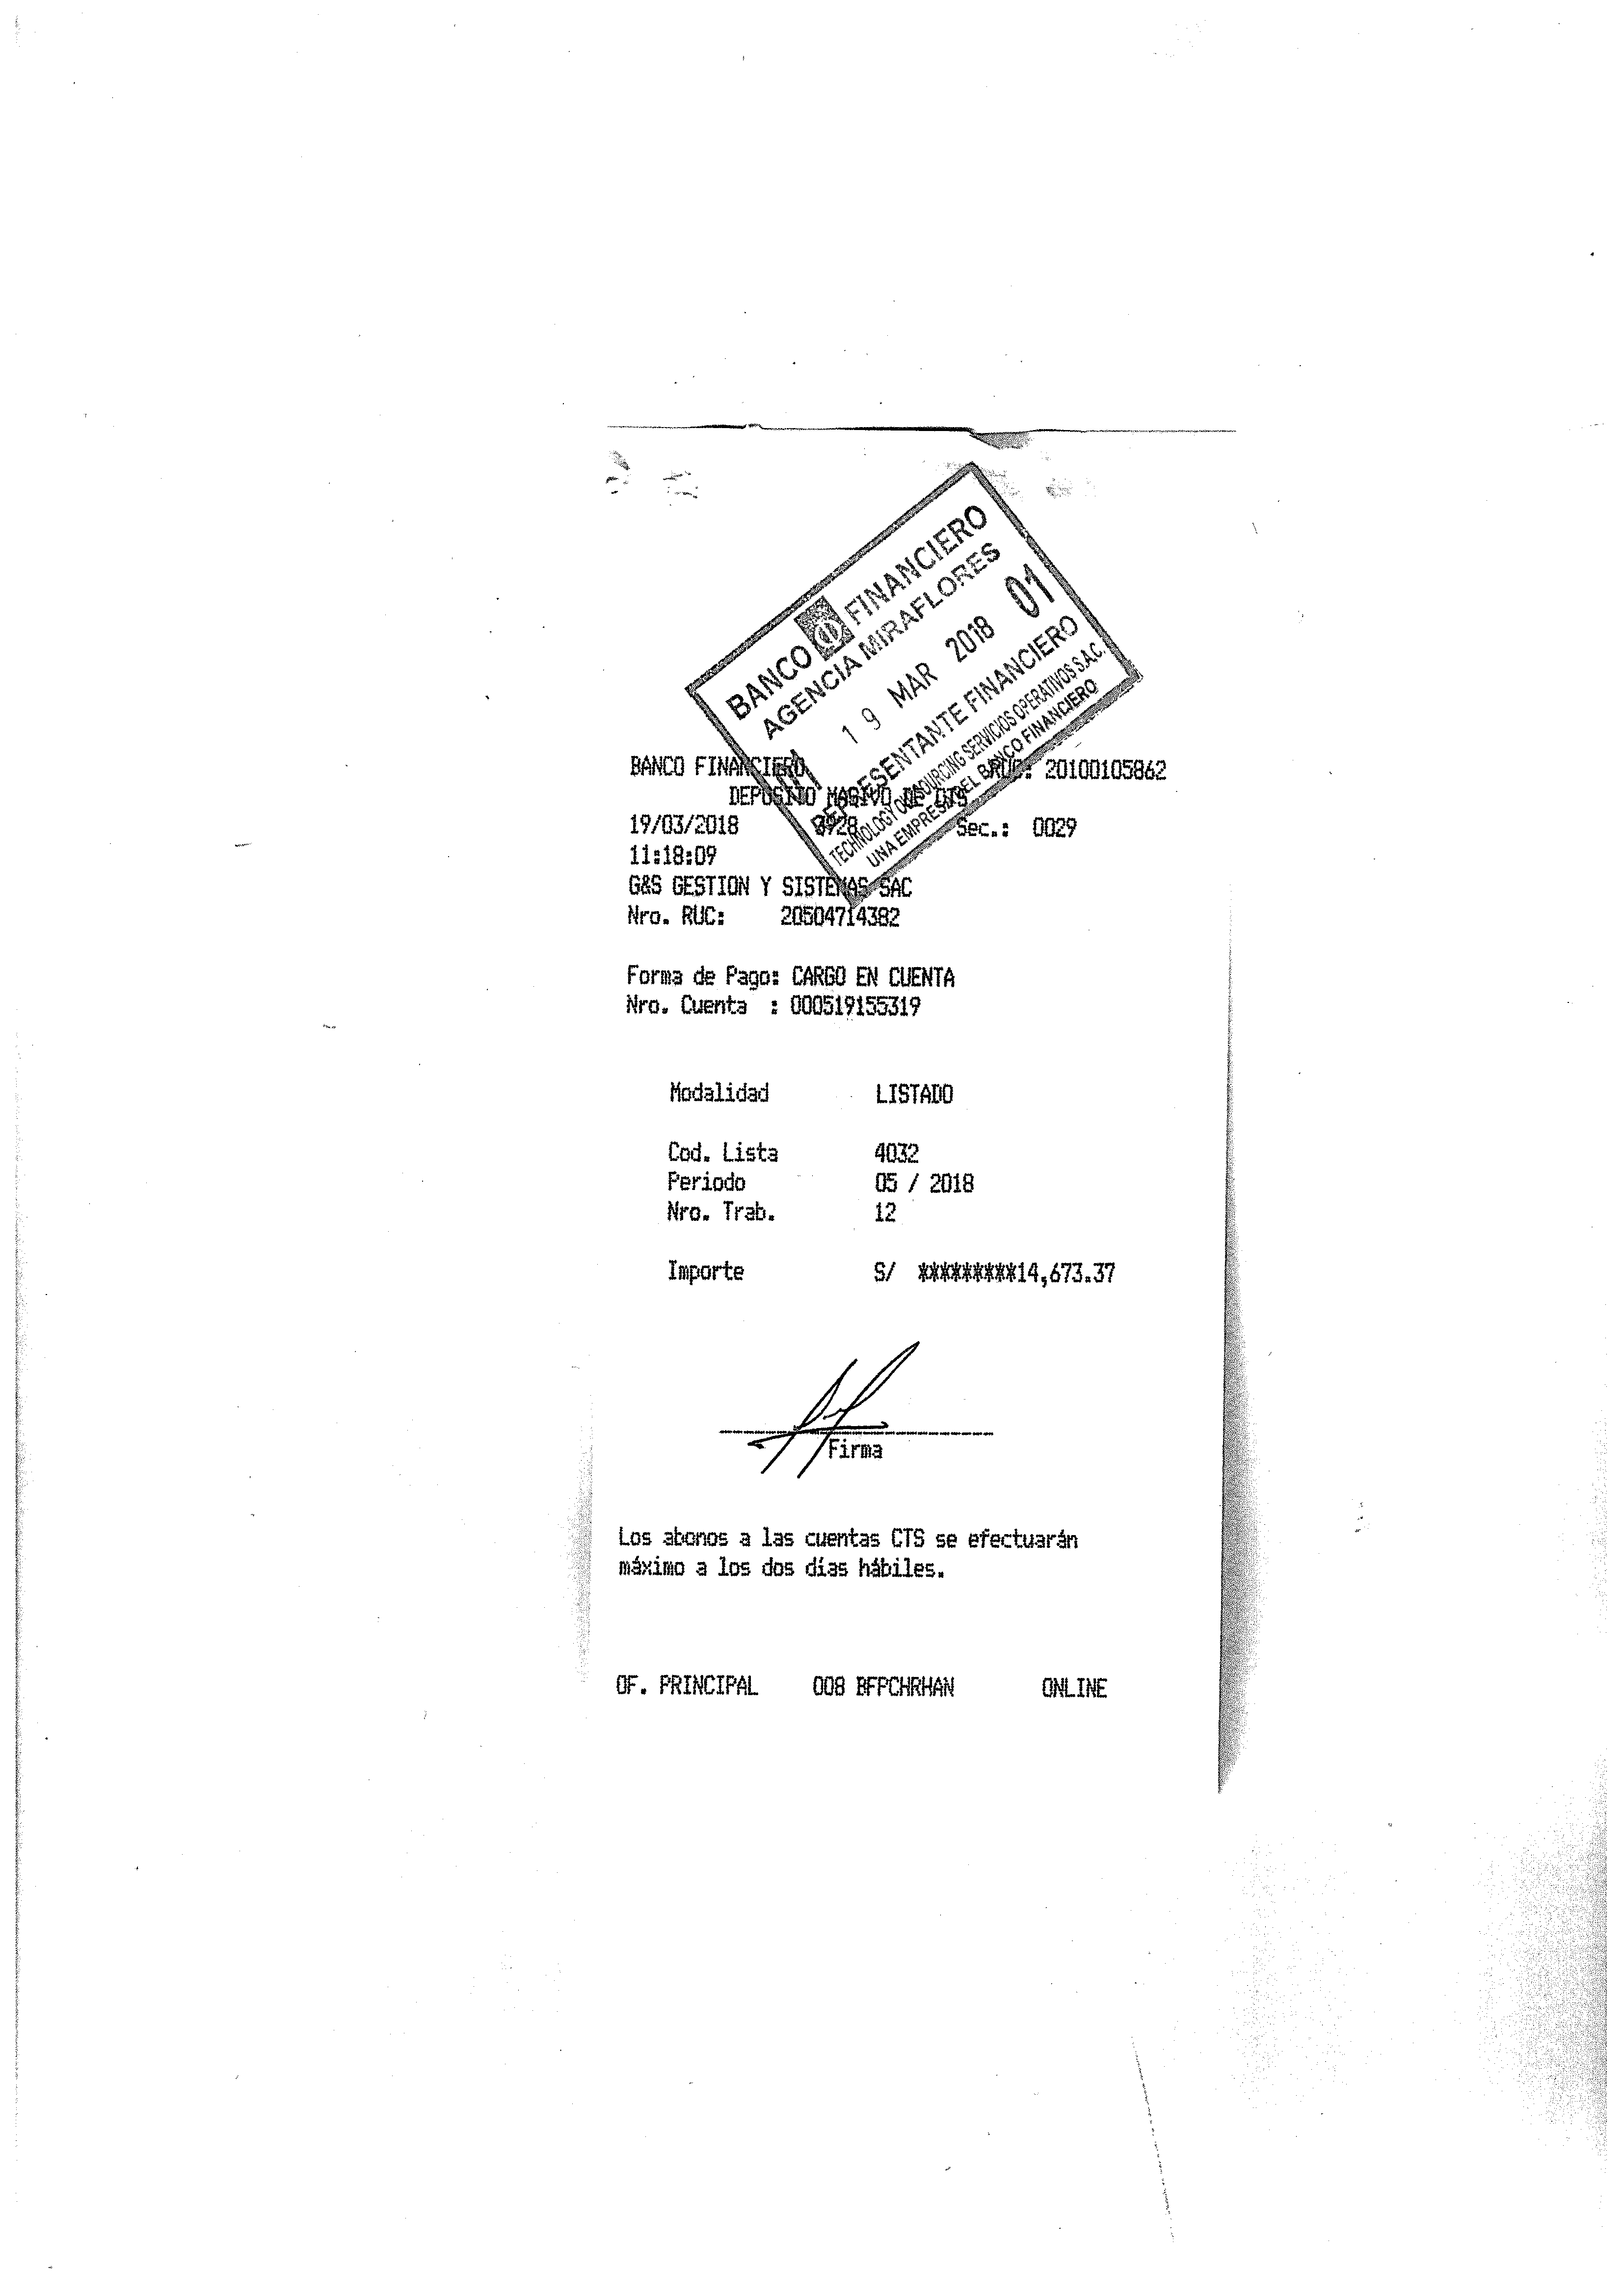 BANCO FINANCIERO
AGENCIA MIRAFLORES
19 MAR 2018 01
REPRESENTANTE FINANCIERO
TECHNOLOGY OUTSOURCING SERVICIOS OPERATIVOS S.A.C.
UNA EMPRESA DEL BANCO FINANCIERO
BANCO FINANCIERO RUC: 20100105862
DEPOSITO MASIVO DE CTS
19/03/2018 3928 Sec.: 0029
11:18:09
G&S GESTION Y SISTEMAS SAC
Nro. RUC: 20504714382
Forma de Pago: CARGO EN CUENTA
Nro. Cuenta : 000519155319
Modalidad LISTADO
Cod. Lista 4032
Periodo 05 / 2018
Nro. Trab. 12
Importe S/ *********14,673.37
Firma
Los abonos a las cuentas CTS se efectuarán
máximo a los dos días hábiles.
OF. PRINCIPAL 008 BFPCHRHAN ONLINE